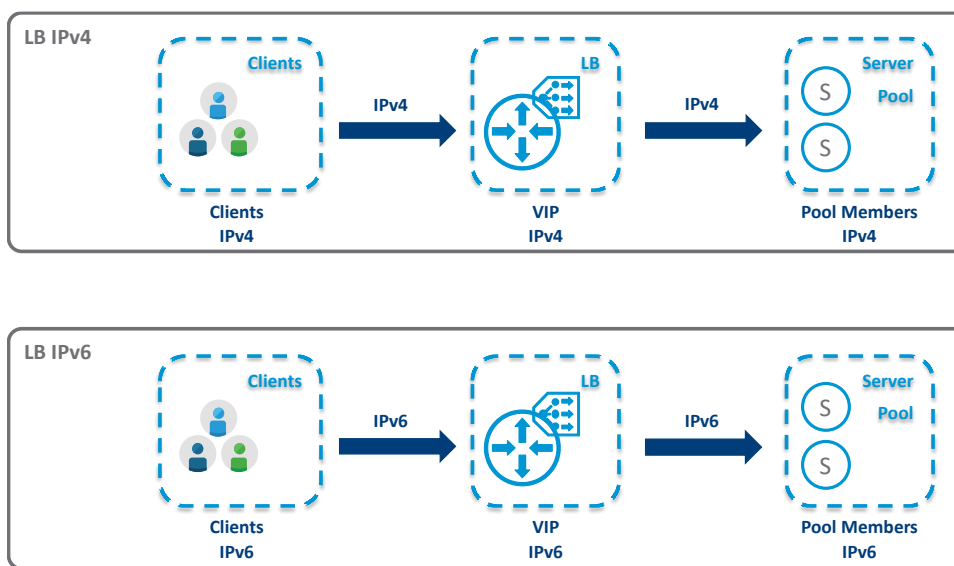 LB IPv4
Clients
LB
Server
Pool
S
S
IPv4
IPv4
Clients
IPv4
VIP
IPv4
Pool Members
IPv4
LB IPv6
Clients
LB
Server
Pool
S
S
IPv6
IPv6
Clients
IPv6
VIP
IPv6
Pool Members
IPv6